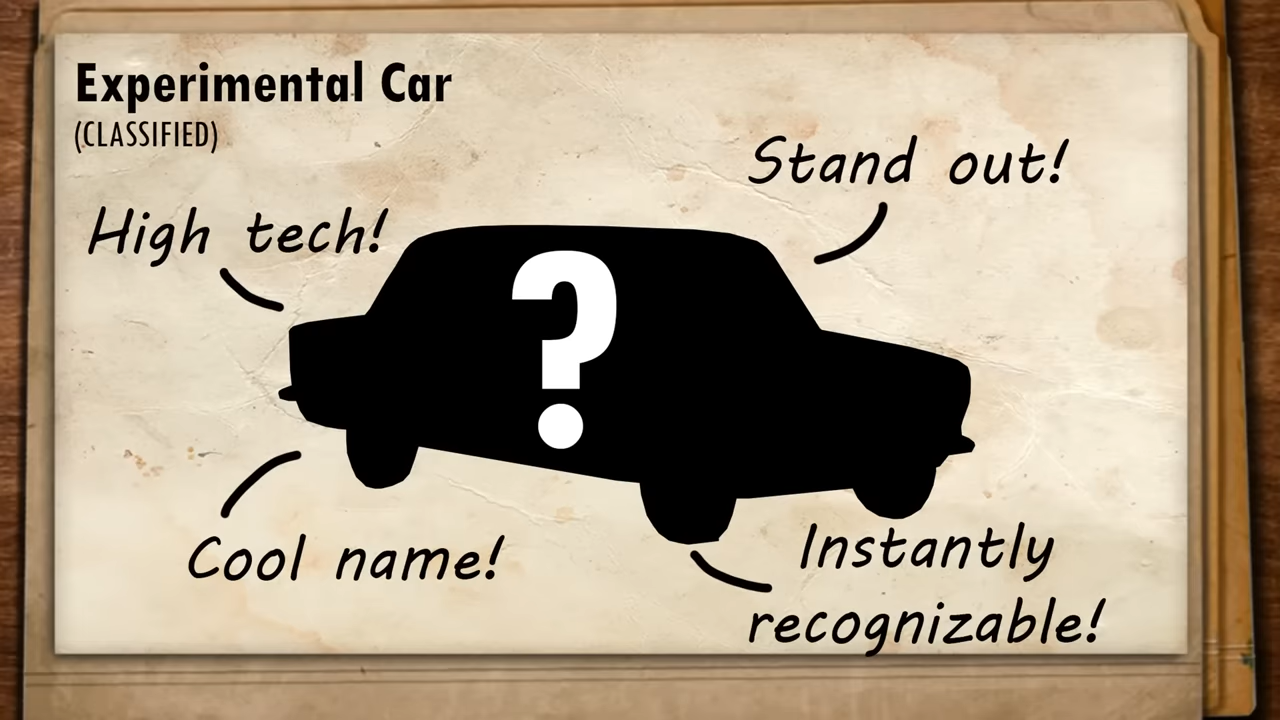 Experimental Car
(CLASSIFIED)
Stand out!
High tech!
?
Cool name!
Instantly
recognizable!